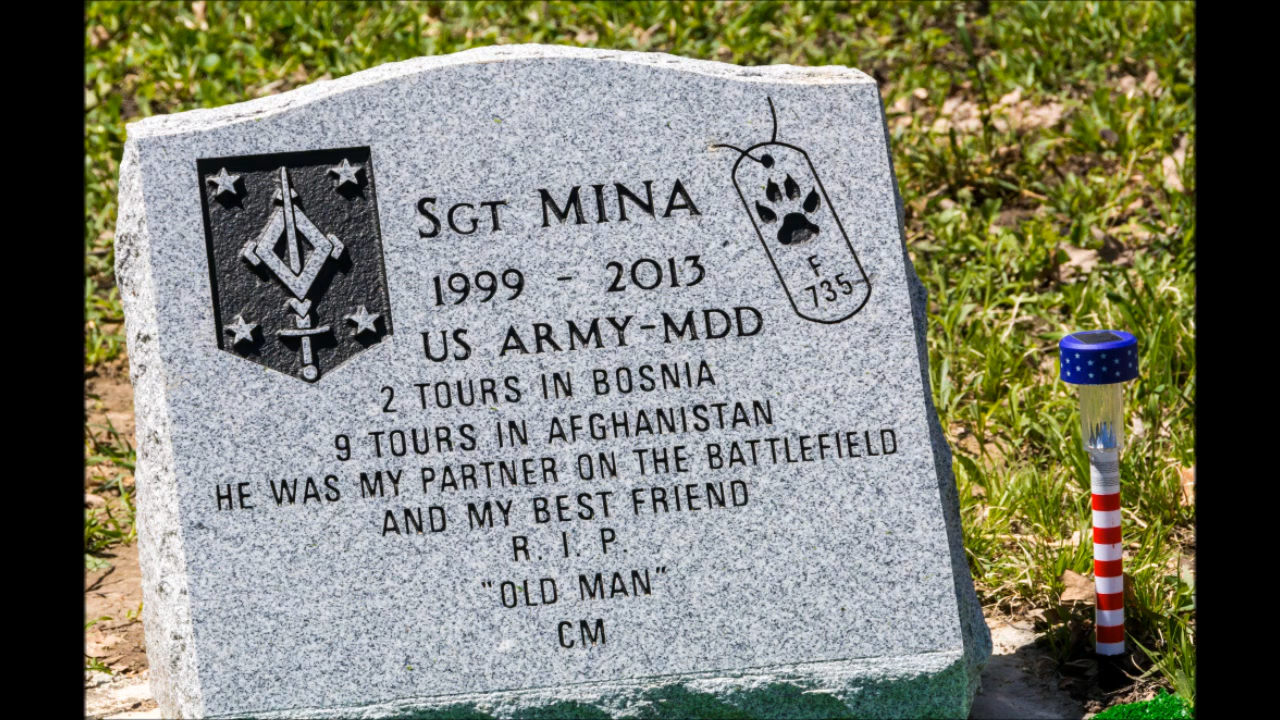 SGT MINA
F
735
1999 - 2013
US ARMY-MDD
2 TOURS IN BOSNIA
9 TOURS IN AFGHANISTAN
HE WAS MY PARTNER ON THE BATTLEFIELD
AND MY BEST FRIEND
R. I. P.
"OLD MAN"
CM